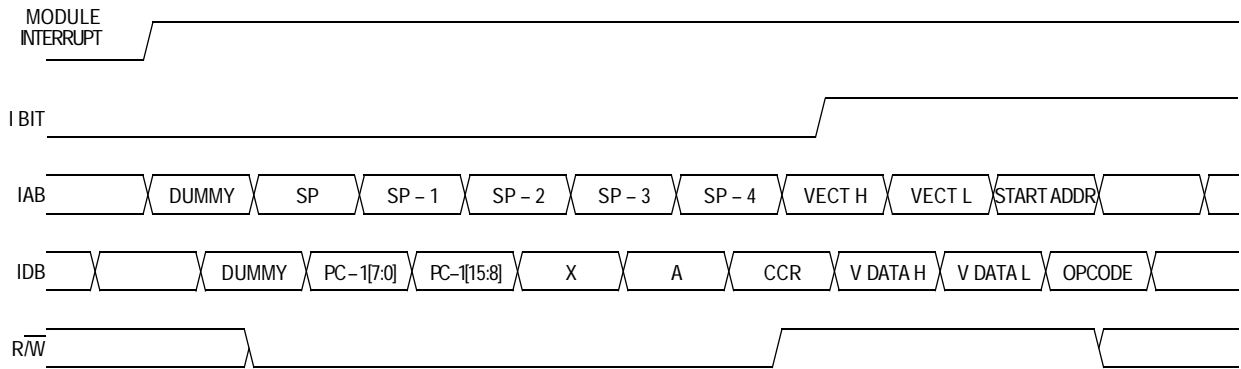 MODULE
INTERRUPT
I BIT
IAB DUMMY SP SP – 1 SP – 2 SP – 3 SP – 4 VECT H VECT L START ADDR
IDB DUMMY PC – 1[7:0] PC–1[15:8] X A CCR V DATA H V DATA L OPCODE
R/W̅